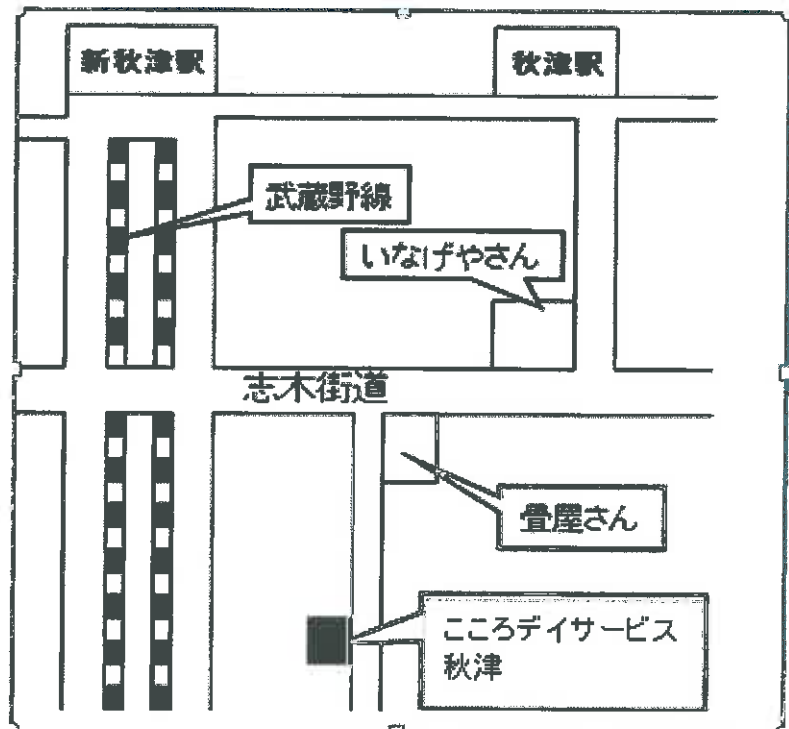 新秋津駅
秋津駅
武蔵野線
いなげやさん
志木街道
畳屋さん
こころデイサービス
秋津